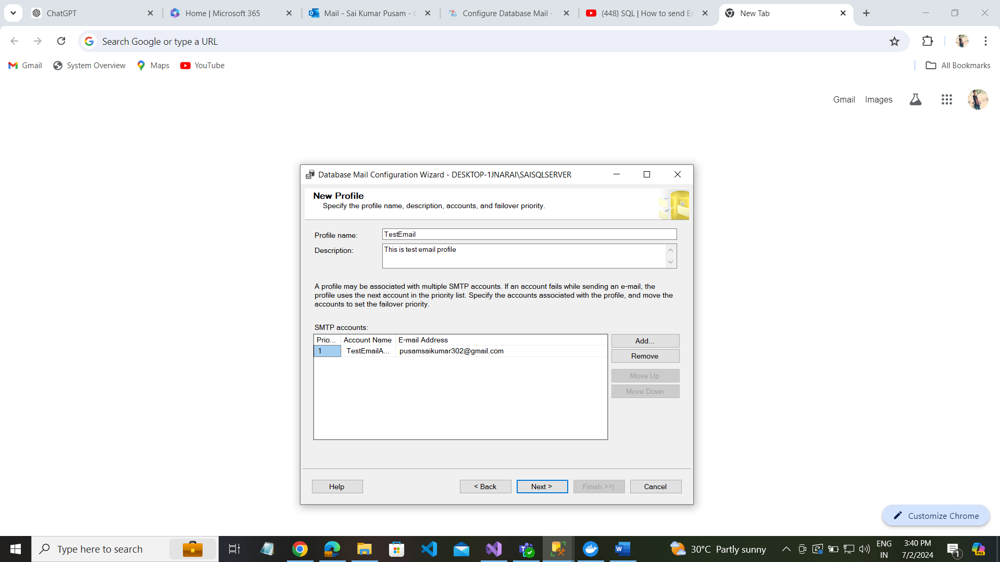 ChatGPT
Home | Microsoft 365
Mail - Sai Kumar Pusam -
Configure Database Mail -
(448) SQL | How to send
New Tab
Search Google or type a URL
Gmail
System Overview
Maps
YouTube
All Bookmarks
Gmail
Images
Database Mail Configuration Wizard - DESKTOP-1JNARAI\SAISQLSERVER
New Profile
Specify the profile name, description, accounts, and failover priority.
Profile name:
TestEmail
Description:
This is test email profile
A profile may be associated with multiple SMTP accounts. If an account fails while sending an e-mail, the
profile uses the next account in the priority list. Specify the accounts associated with the profile, and move the
accounts to set the failover priority.
SMTP accounts:
Prio... Account Name E-mail Address
1 TestEmailA... pusamsaikumar302@gmail.com
Add...
Remove
Move Up
Move Down
Help
< Back
Next >
Finish >>|
Cancel
Customize Chrome
Type here to search
30°C Partly sunny
ENG
IN
3:40 PM
7/2/2024
1
PRE